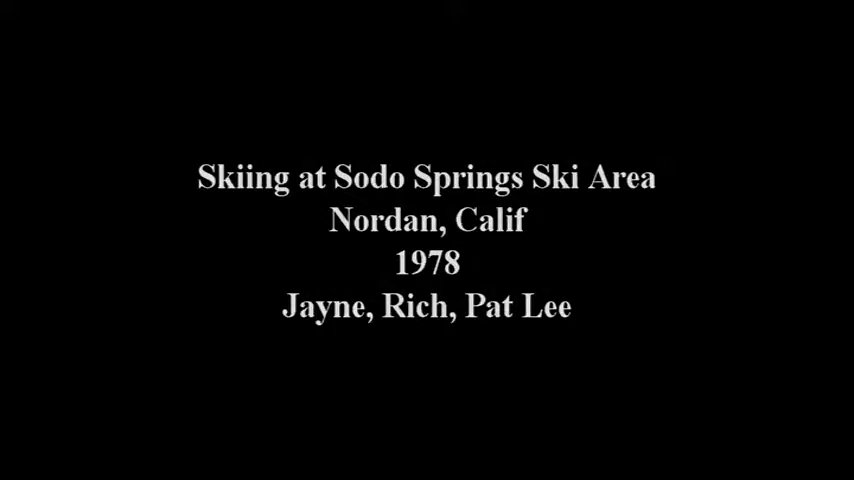 Skiing at Sodo Springs Ski Area
Nordan, Calif
1978
Jayne, Rich, Pat Lee